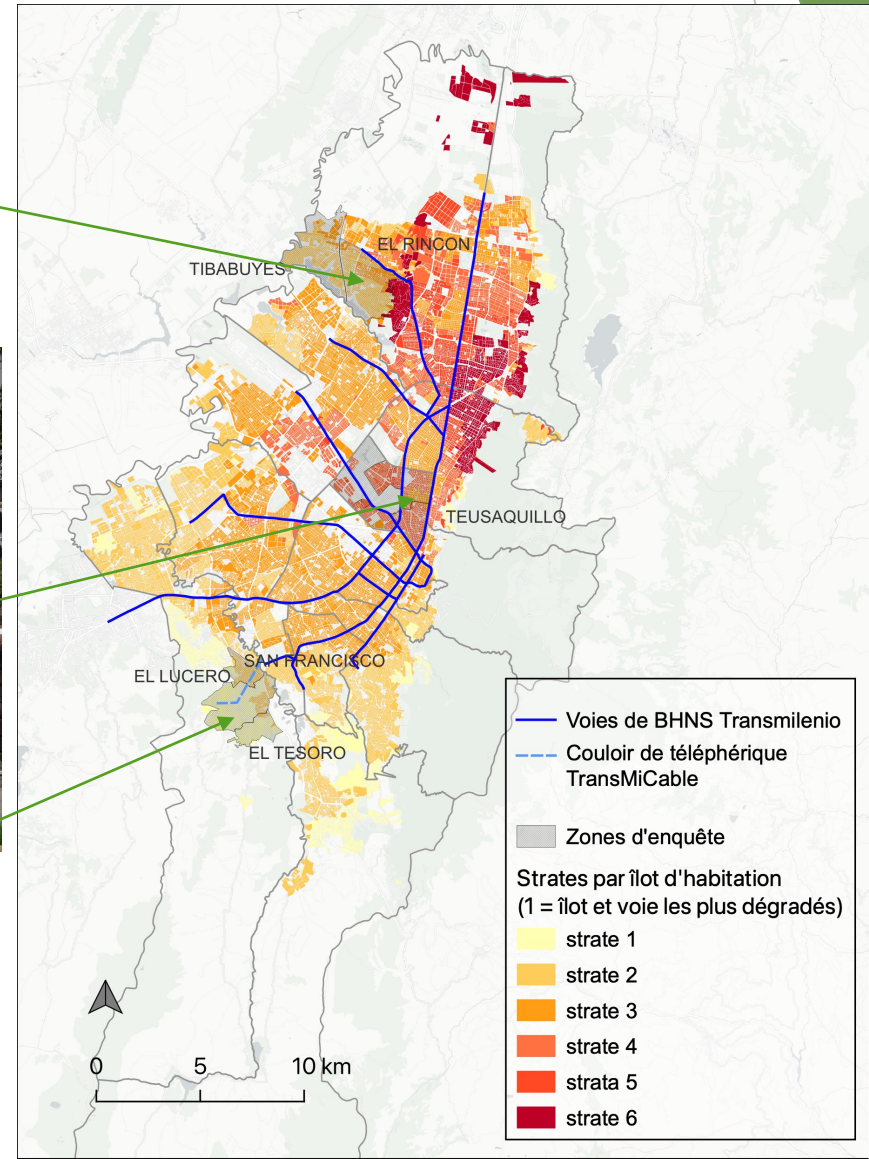 EL RINCON
TIBABUYES
TEUSAQUILLO
SAN FRANCISCO
EL LUCERO
EL TESORO
Voies de BHNS Transmilenio
Couloir de téléphérique
TransMiCable
Zones d'enquête
Strates par îlot d'habitation
(1 = îlot et voie les plus dégradés)
strate 1
strate 2
strate 3
strate 4
strata 5
strate 6
0 5 10 km